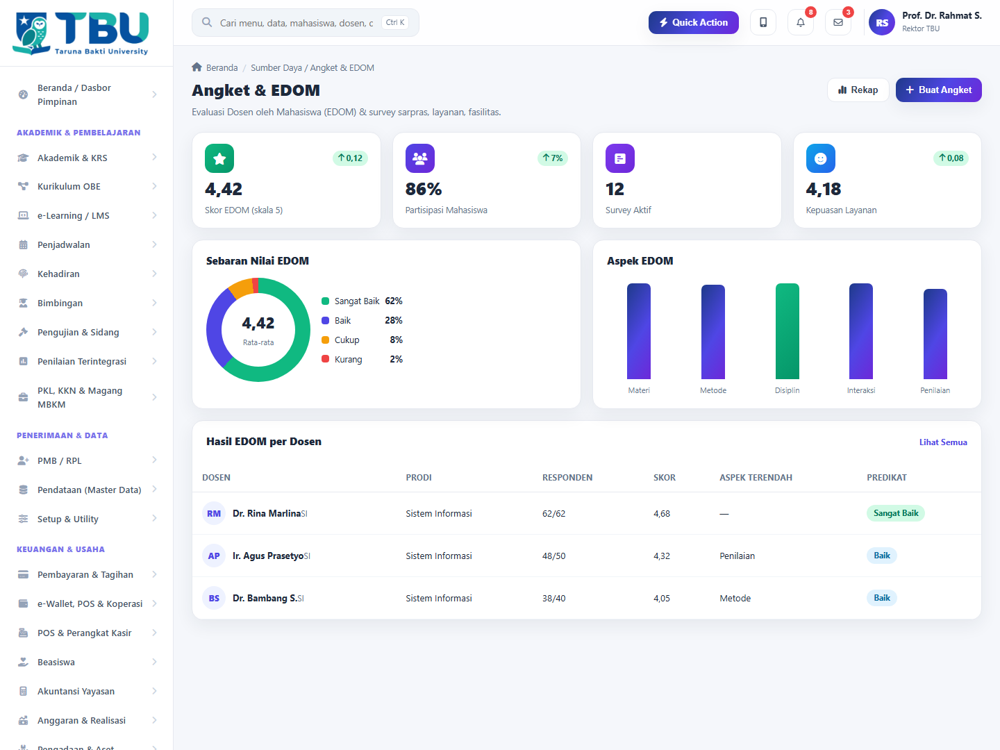 TBU
Taruna Bakti University
Cari menu, data, mahasiswa, dosen, c
Ctrl K
Quick Action
8
3
RS
Prof. Dr. Rahmat S.
Rektor TBU
Beranda / Dasbor
Pimpinan
AKADEMIK & PEMBELAJARAN
Akademik & KRS
Kurikulum OBE
e-Learning / LMS
Penjadwalan
Kehadiran
Bimbingan
Pengujian & Sidang
Penilaian Terintegrasi
PKL, KKN & Magang
MBKM
PENERIMAAN & DATA
PMB / RPL
Pendataan (Master Data)
Setup & Utility
KEUANGAN & USAHA
Pembayaran & Tagihan
e-Wallet, POS & Koperasi
POS & Perangkat Kasir
Beasiswa
Akuntansi Yayasan
Anggaran & Realisasi
Pengadaan & Aset
Beranda / Sumber Daya / Angket & EDOM
Angket & EDOM
Evaluasi Dosen oleh Mahasiswa (EDOM) & survey sarpras, layanan, fasilitas.
Rekap
+ Buat Angket
↑0,12
4,42
Skor EDOM (skala 5)
↑7%
86%
Partisipasi Mahasiswa
12
Survey Aktif
↑0,08
4,18
Kepuasan Layanan
Sebaran Nilai EDOM
4,42
Rata-rata
Sangat Baik 62%
Baik 28%
Cukup 8%
Kurang 2%
Aspek EDOM
Materi Metode Disiplin Interaksi Penilaian
Hasil EDOM per Dosen
Lihat Semua
DOSEN PRODI RESPONDEN SKOR ASPEK TERENDAH PREDIKAT
RM Dr. Rina MarlinaSI Sistem Informasi 62/62 4,68 — Sangat Baik
AP Ir. Agus PrasetyoSI Sistem Informasi 48/50 4,32 Penilaian Baik
BS Dr. Bambang S.SI Sistem Informasi 38/40 4,05 Metode Baik